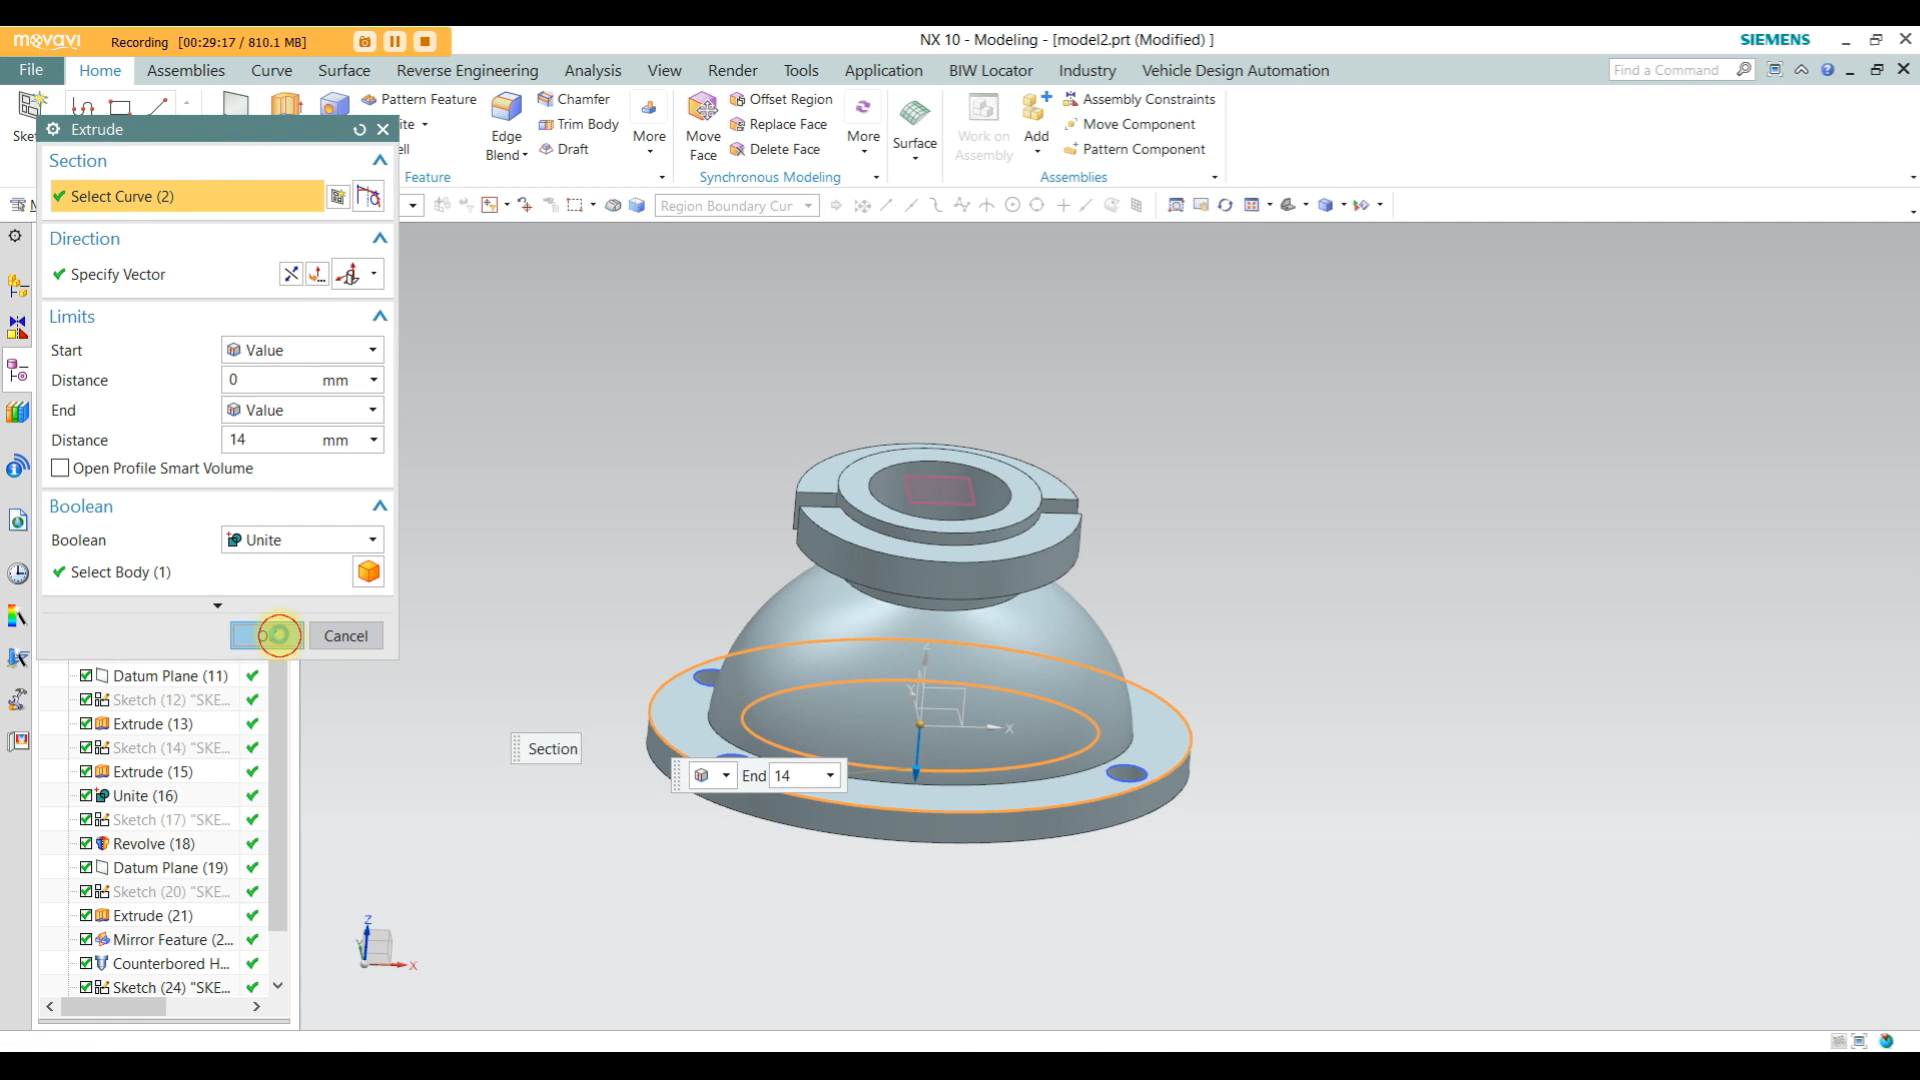 movavi
Recording [00:29:17 / 810.1 MB]
NX 10 - Modeling - [model2.prt (Modified) ]
SIEMENS
File Home Assemblies Curve Surface Reverse Engineering Analysis View Render Tools Application BIW Locator Industry Vehicle Design Automation
Find a Command
Pattern Feature
Edge Blend
Chamfer
Trim Body
Draft
More
Feature
Move Face
Offset Region
Replace Face
Delete Face
More
Synchronous Modeling
Surface
Work on Assembly
Add
Assembly Constraints
Move Component
Pattern Component
Assemblies
Region Boundary Cur
Extrude
Section
Select Curve (2)
Direction
Specify Vector
Limits
Start Value
Distance 0 mm
End Value
Distance 14 mm
Open Profile Smart Volume
Boolean
Boolean Unite
Select Body (1)
Cancel
Datum Plane (11)
Sketch (12) "SKE...
Extrude (13)
Sketch (14) "SKE...
Extrude (15)
Unite (16)
Sketch (17) "SKE...
Revolve (18)
Datum Plane (19)
Sketch (20) "SKE...
Extrude (21)
Mirror Feature (2...
Counterbored H...
Sketch (24) "SKE...
Section
End 14
Z
Y
X
Z
Y
X